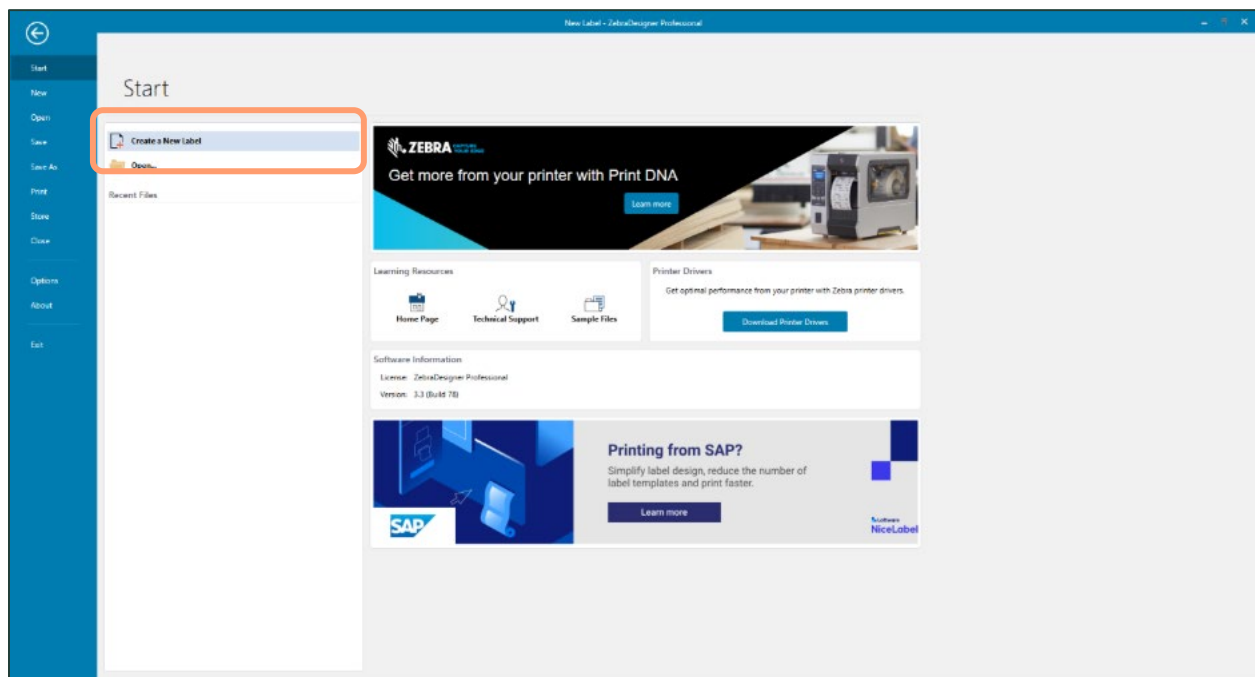 New Label - ZebraDesigner Professional
Start
New
Open
Save
Save As
Print
Store
Close
Options
About
Exit
Start
Create a New Label
Open...
Recent Files
ZEBRA
Get more from your printer with Print DNA
Learn more
Learning Resources
Home Page
Technical Support
Sample Files
Printer Drivers
Get optimal performance from your printer with Zebra printer drivers.
Download Printer Drivers
Software Information
License: ZebraDesigner Professional
Version: 3.3 (Build 78)
SAP
Printing from SAP?
Simplify label design, reduce the number of
label templates and print faster.
Learn more
NiceLabel